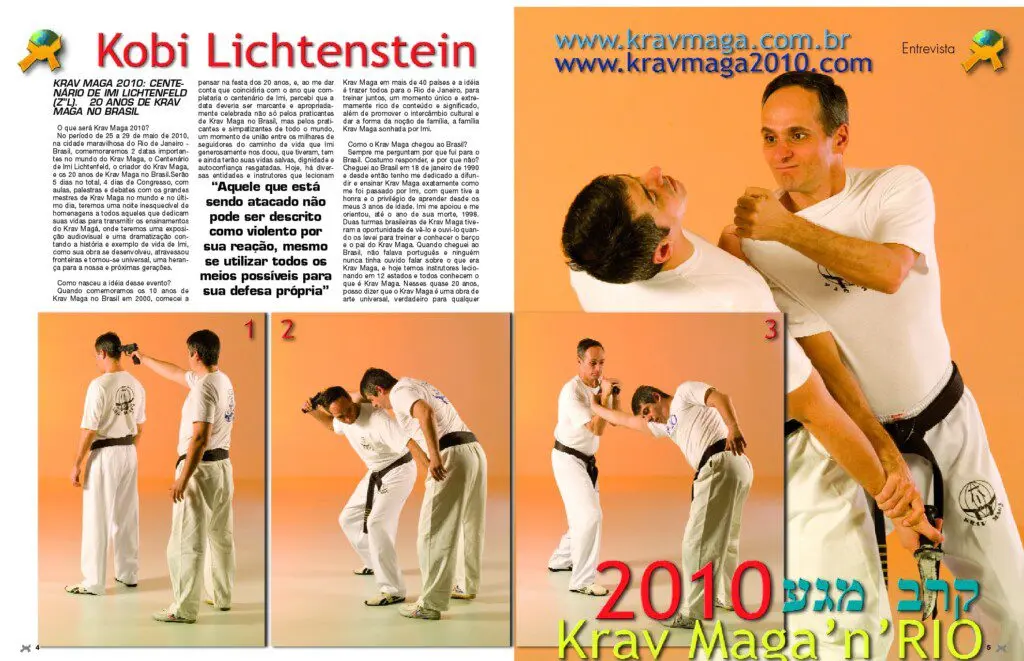 Kobi Lichtenstein
KRAV MAGA 2010: CENTE-
NÁRIO DE IMI LICHTENFELD
(Z"L). 20 ANOS DE KRAV
MAGA NO BRASIL
O que será Krav Maga 2010?
No período de 25 a 29 de maio de 2010,
na cidade maravilhosa do Rio de Janeiro -
Brasil, comemoraremos 2 datas importan-
tes no mundo do Krav Maga, o Centenário
de Imi Lichtenfeld, o criador do Krav Maga,
e os 20 anos de Krav Maga no Brasil.Serão
5 dias no total, 4 dias de Congresso, com
aulas, palestras e debates com os grandes
mestres de Krav Maga no mundo e no últi-
mo dia, teremos uma noite inesquecível de
homenagens a todos aqueles que dedicam
suas vidas para transmitir os ensinamentos
do Krav Magá, onde teremos uma exposi-
ção audiovisual e uma dramatização con-
tando a história e exemplo de vida de Imi,
como sua obra se desenvolveu, atravessou
fronteiras e tornou-se universal, uma heran-
ça para a nossa e próximas gerações.
Como nasceu a idéia desse evento?
Quando comemoramos os 10 anos de
Krav Maga no Brasil em 2000, comecei a
pensar na festa dos 20 anos, e, ao me dar
conta que coincidiria com o ano que com-
pletaria o centenário de Imi, percebi que a
data deveria ser marcante e apropriada-
mente celebrada não só pelos praticantes
de Krav Maga no Brasil, mas pelos prati-
cantes e simpatizantes de todo o mundo,
um momento de união entre os milhares de
seguidores do caminho de vida que Imi
generosamente nos doou, que tiveram, tem
e ainda terão suas vidas salvas, dignidade e
autoconfiança resgatadas. Hoje, há diver-
sas entidades e instrutores que lecionam
“Aquele que está
sendo atacado não
pode ser descrito
como violento por
sua reação, mesmo
se utilizar todos os
meios possíveis para
sua defesa própria”
Krav Maga em mais de 40 países e a idéia
é trazer todos para o Rio de Janeiro, para
treinar juntos, um momento único e extre-
mamente rico de conteúdo e significado,
além de promover o intercâmbio cultural e
dar a forma da noção de família, a família
Krav Maga sonhada por Imi.
Como o Krav Maga chegou ao Brasil?
Sempre me perguntam por que fui para o
Brasil. Costumo responder, e por que não?
Cheguei ao Brasil em 18 de janeiro de 1990
e desde então tenho me dedicado a difun-
dir e ensinar Krav Maga exatamente como
me foi passado por Imi, com quem tive a
honra e o privilégio de aprender desde os
meus 3 anos de idade. Imi me apoiou e me
orientou, até o ano de sua morte, 1998.
Duas turmas brasileiras de Krav Maga tive-
ram a oportunidade de vê-lo e ouvi-lo quan-
do os levei para treinar e conhecer o berço
e o pai do Krav Maga. Quando cheguei ao
Brasil, não falava português e ninguém
nunca tinha ouvido falar sobre o que era
Krav Maga, e hoje temos instrutores lecio-
nando em 12 estados e todos conhecem o
que é Krav Maga. Nesses quase 20 anos,
posso dizer que o Krav Maga é uma obra de
arte universal, verdadeiro para qualquer
www.kravmaga.com.br
www.kravmaga2010.com
Entrevista
1
2
3
2010 קרב מגע
Krav Maga’n’RIO
4
5